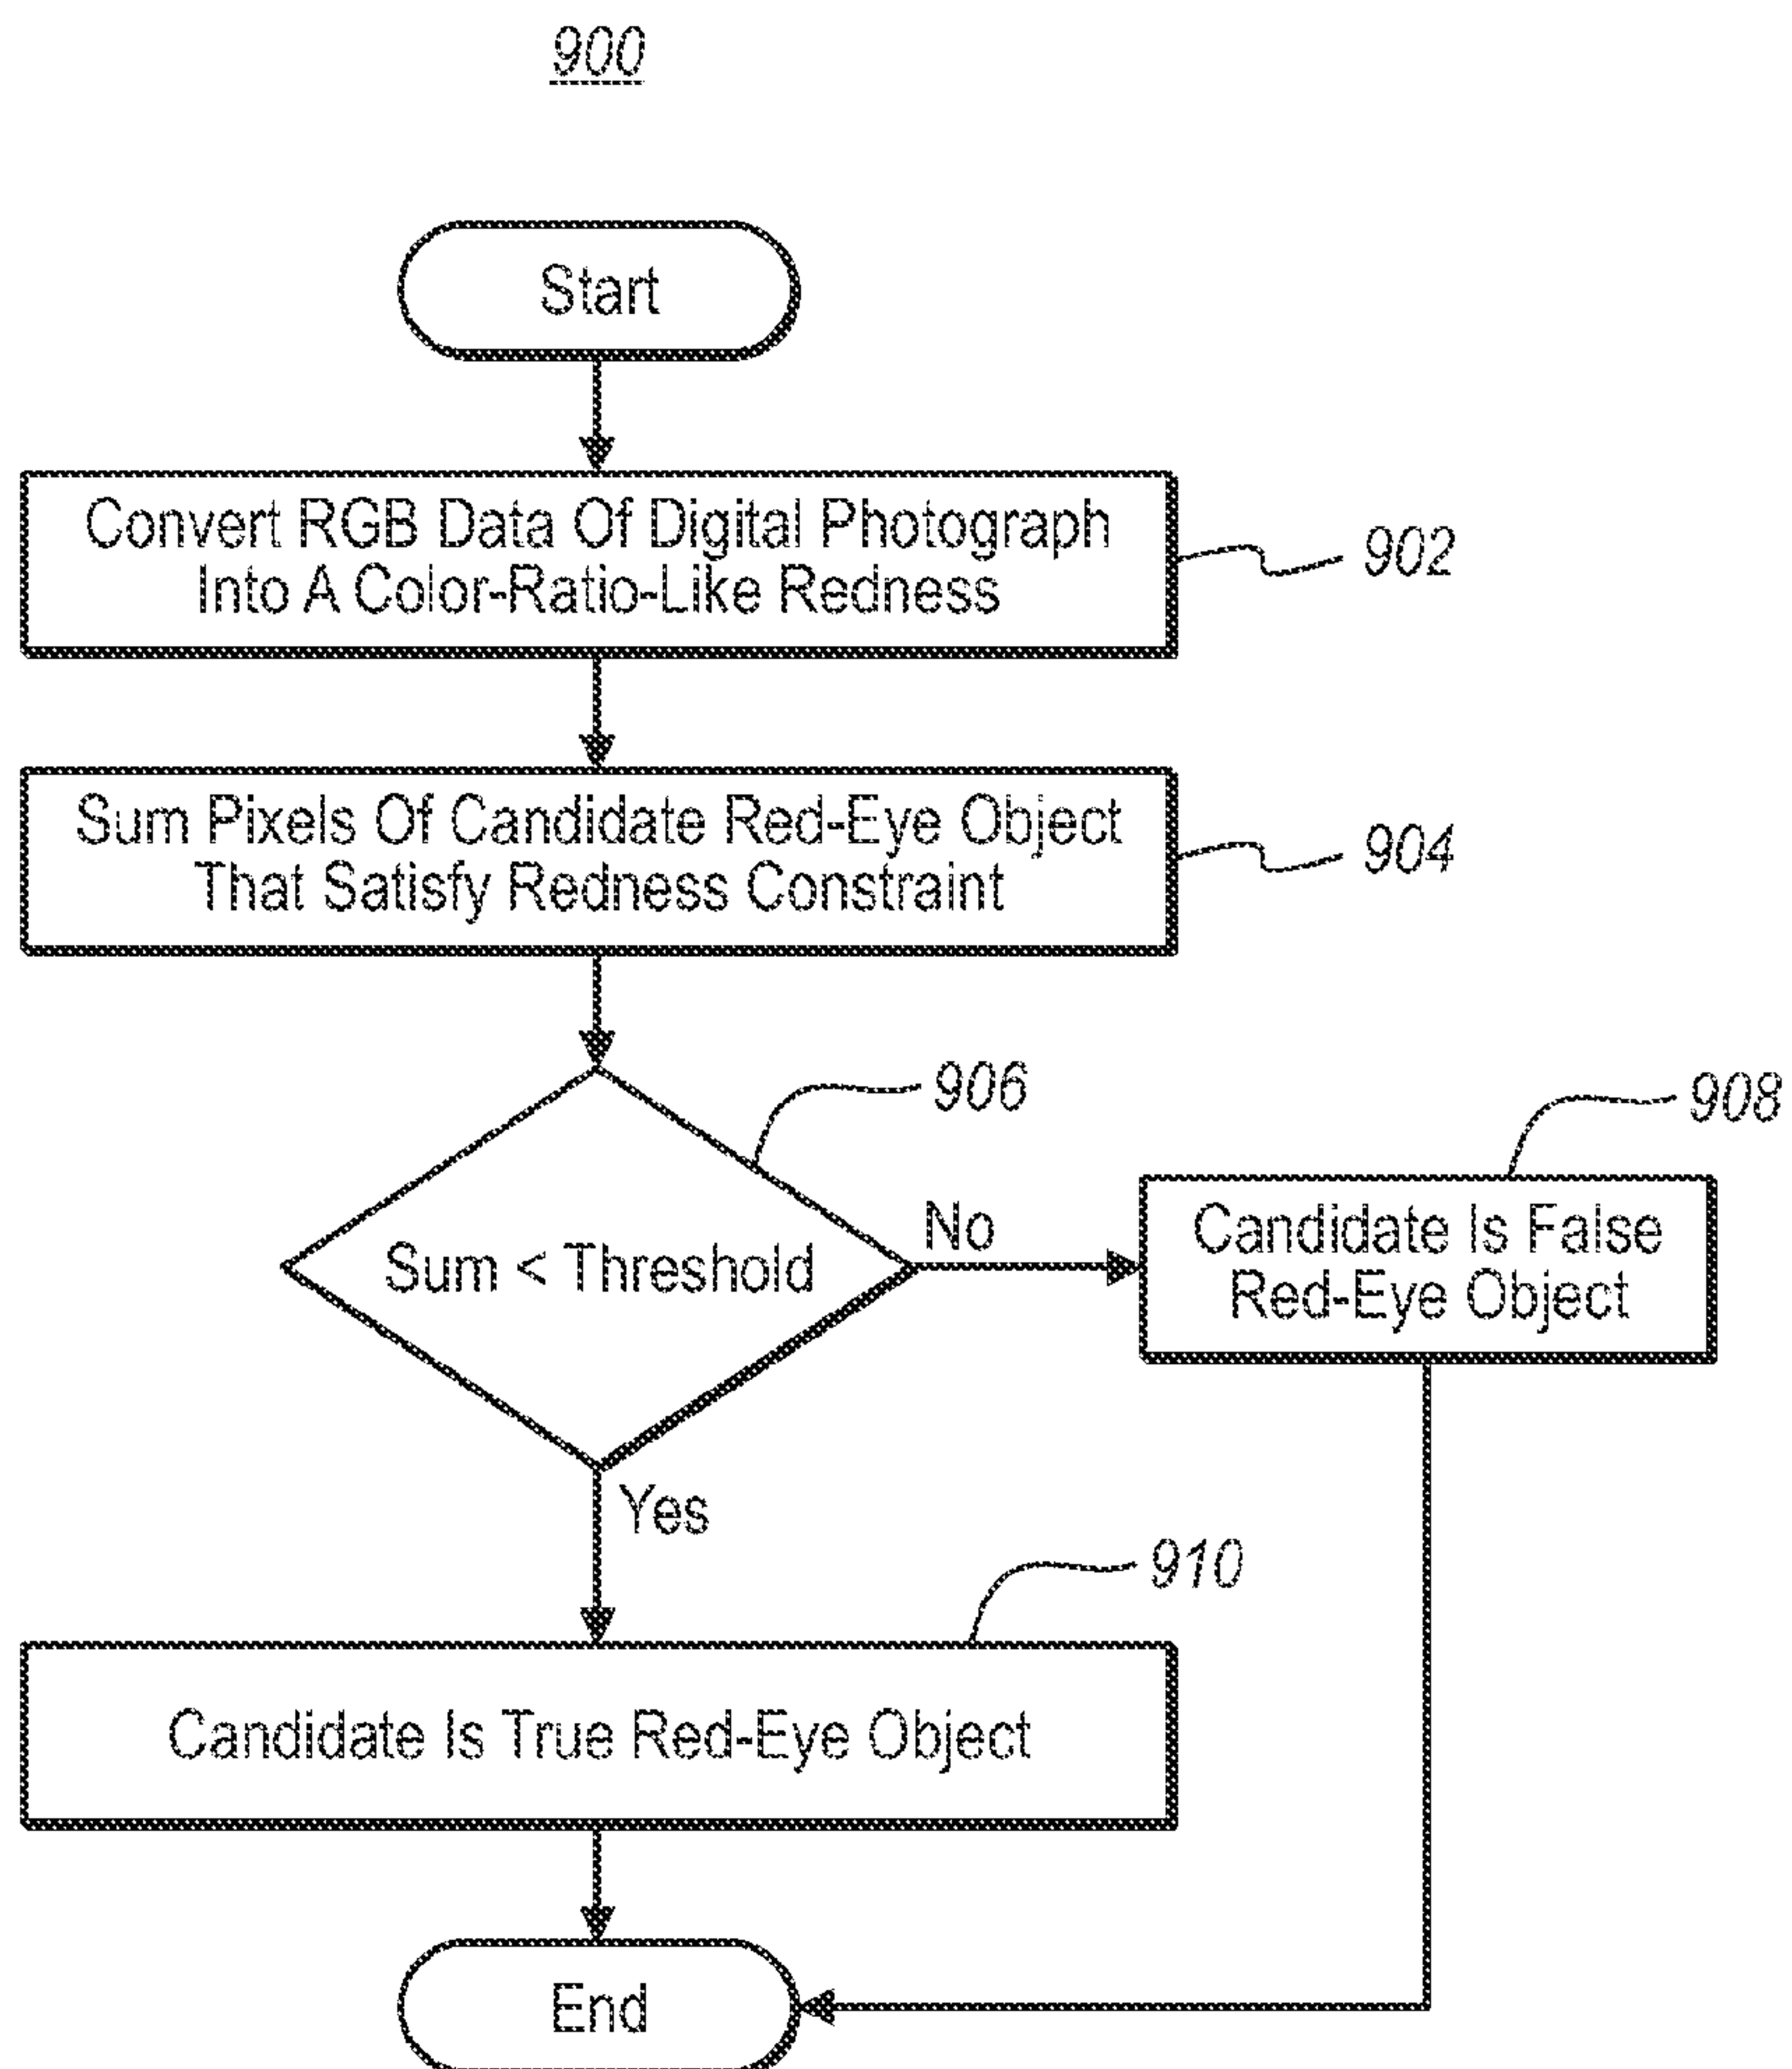 900
Start
Convert RGB Data Of Digital Photograph
Into A Color-Ratio-Like Redness
902
Sum Pixels Of Candidate Red-Eye Object
That Satisfy Redness Constraint
904
906
Sum < Threshold
No
908
Candidate Is False
Red-Eye Object
Yes
910
Candidate Is True Red-Eye Object
End